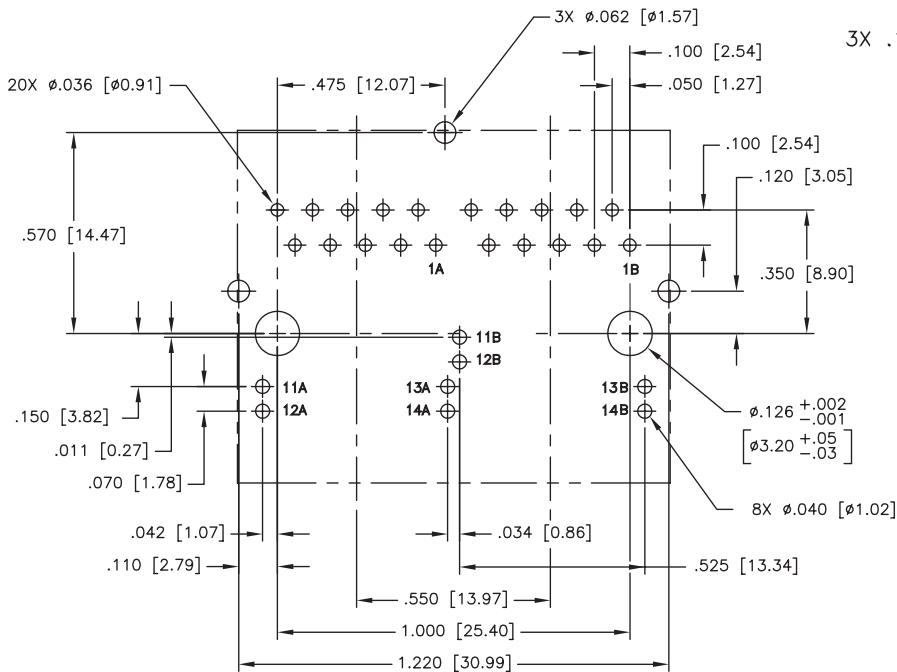 3X ø.062 [ø1.57]
3X .
.100 [2.54]
20X ø.036 [ø0.91]
.475 [12.07]
.050 [1.27]
.100 [2.54]
.120 [3.05]
.570 [14.47]
1A
1B
.350 [8.90]
11B
12B
11A
13A
13B
12A
14A
14B
.150 [3.82]
ø.126 +.002 -.001
.011 [0.27]
[ø3.20 +.05 -.03]
.070 [1.78]
8X ø.040 [ø1.02]
.042 [1.07]
.034 [0.86]
.110 [2.79]
.525 [13.34]
.550 [13.97]
1.000 [25.40]
1.220 [30.99]